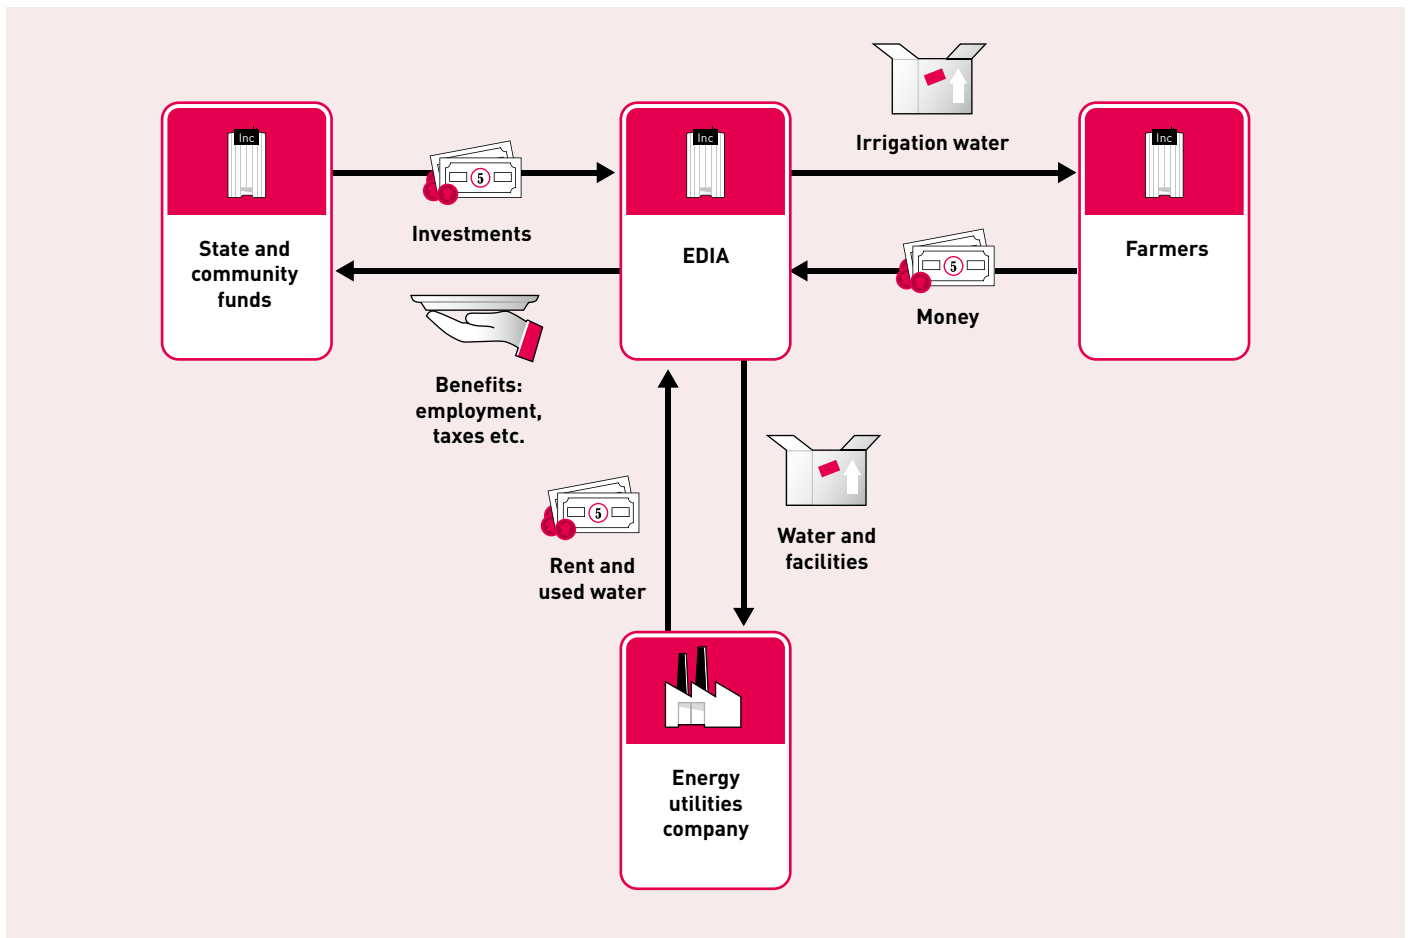 Inc
State and
community
funds
5
Investments
Benefits:
employment,
taxes etc.
Inc
EDIA
Irrigation water
5
Money
Inc
Farmers
5
Rent and
used water
Water and
facilities
Energy
utilities
company